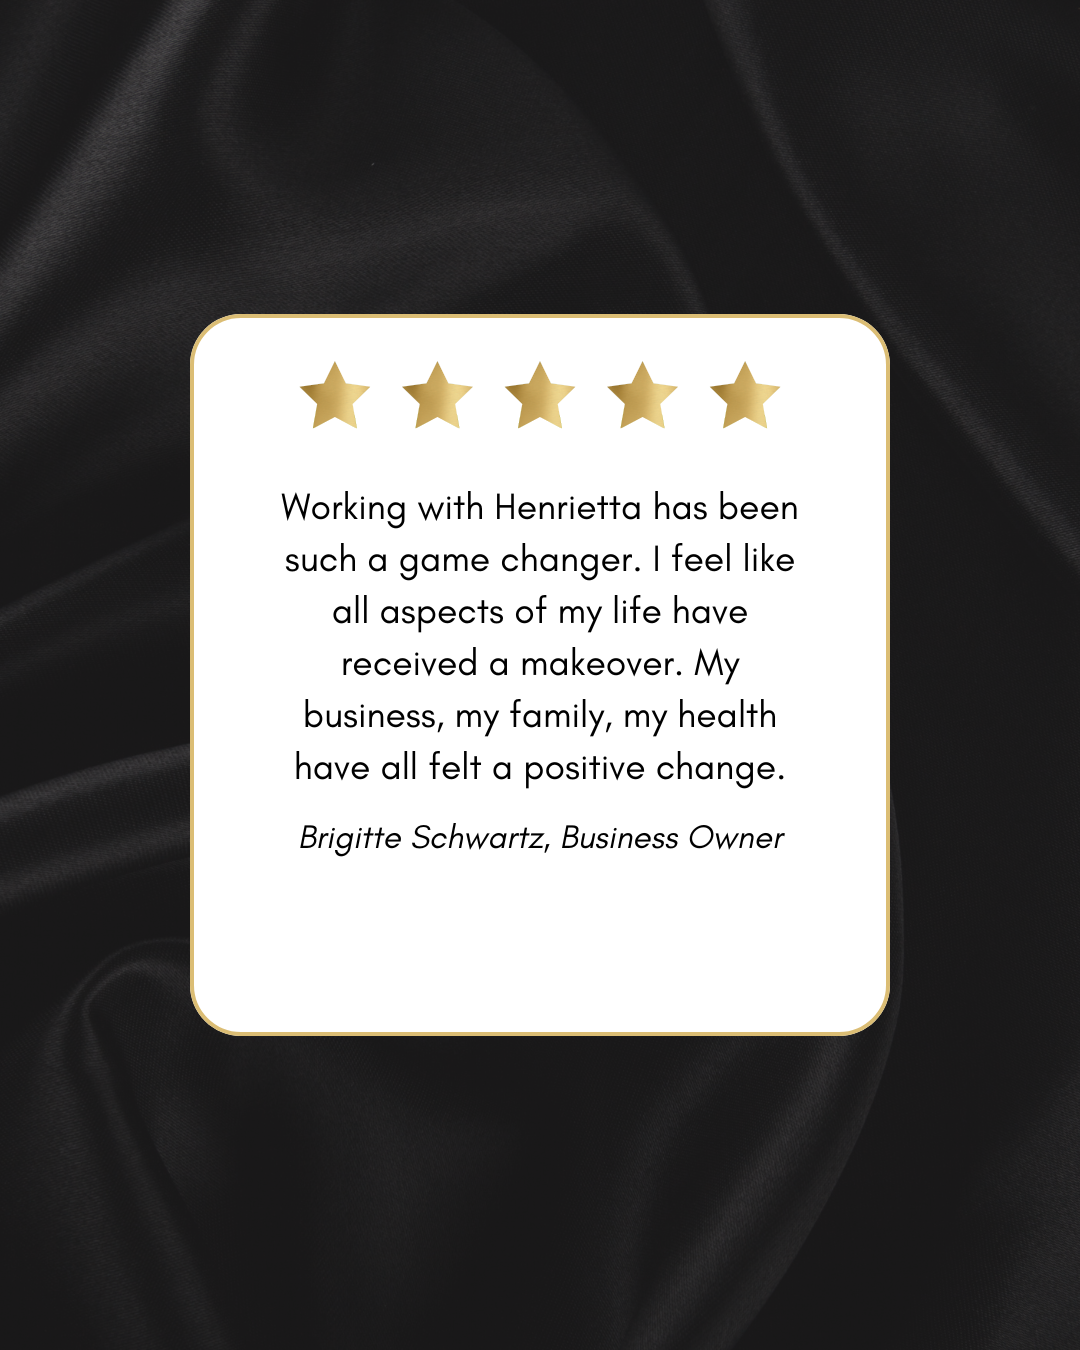 Working with Henrietta has been
such a game changer. I feel like
all aspects of my life have
received a makeover. My
business, my family, my health
have all felt a positive change.
Brigitte Schwartz, Business Owner